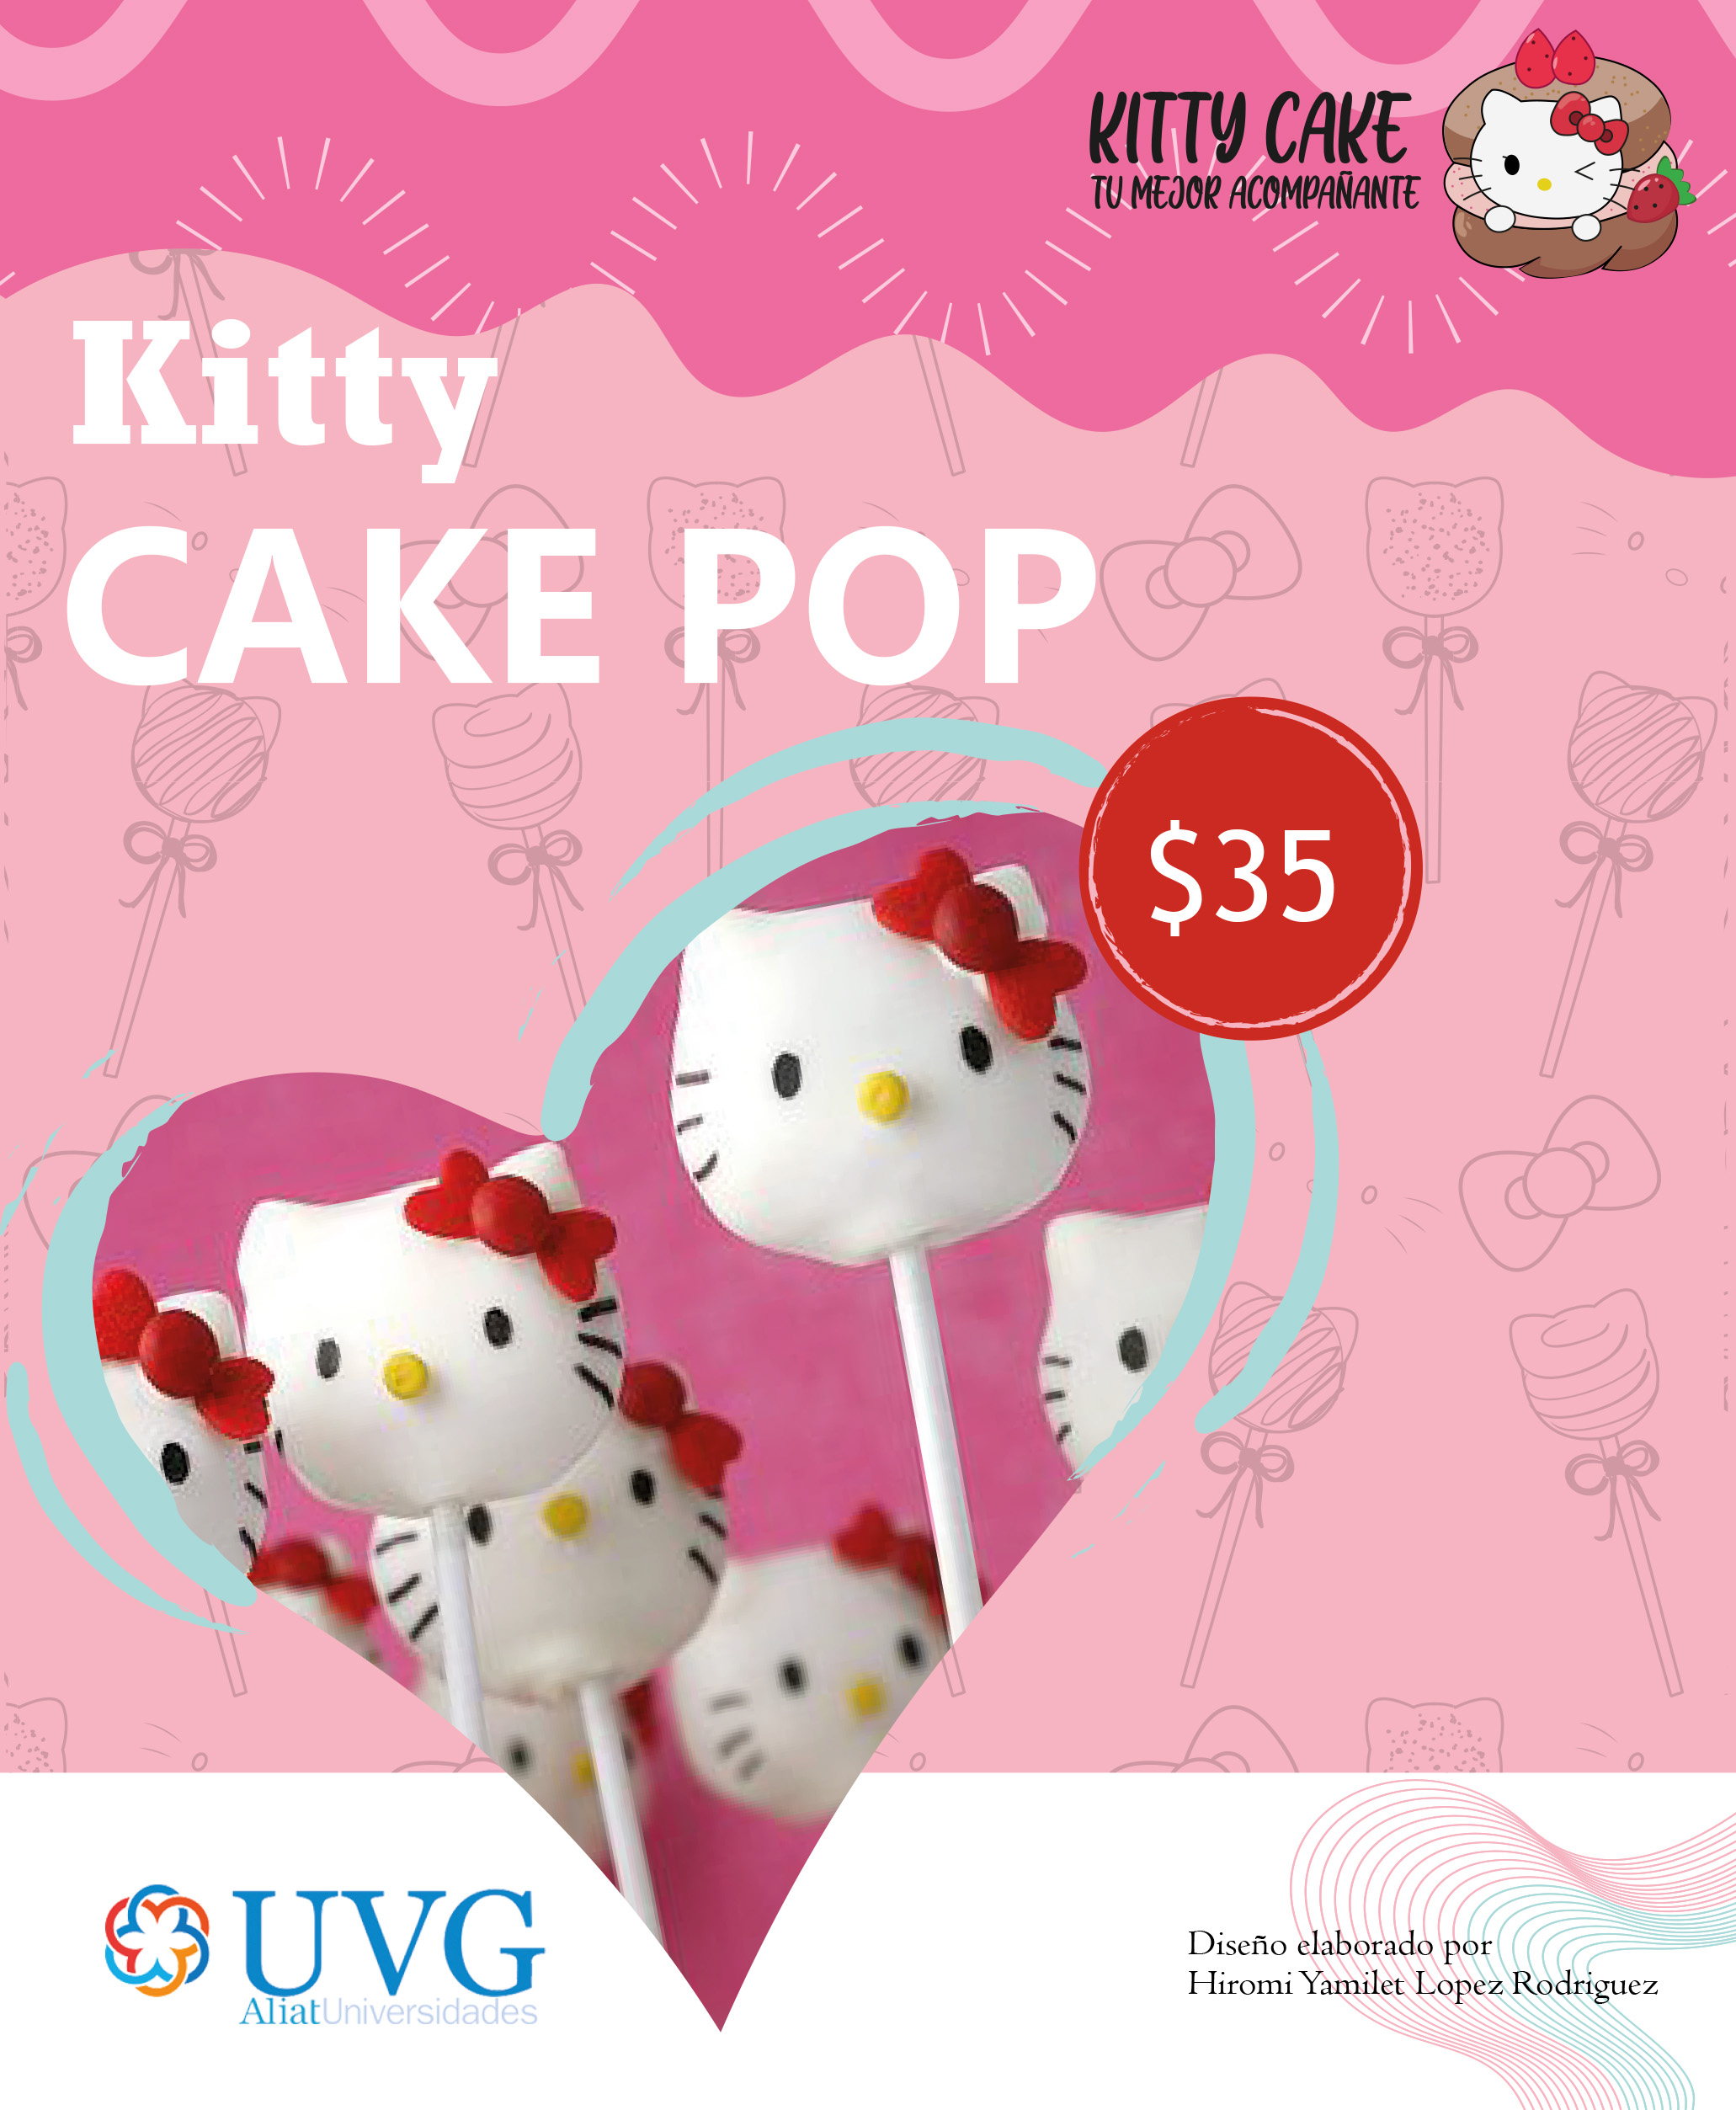 KITTY CAKE
TU MEJOR ACOMPAÑANTE
Kitty
CAKE POP
$35
UVG
AliatUniversidades
Diseño elaborado por
Hiromi Yamilet Lopez Rodriguez